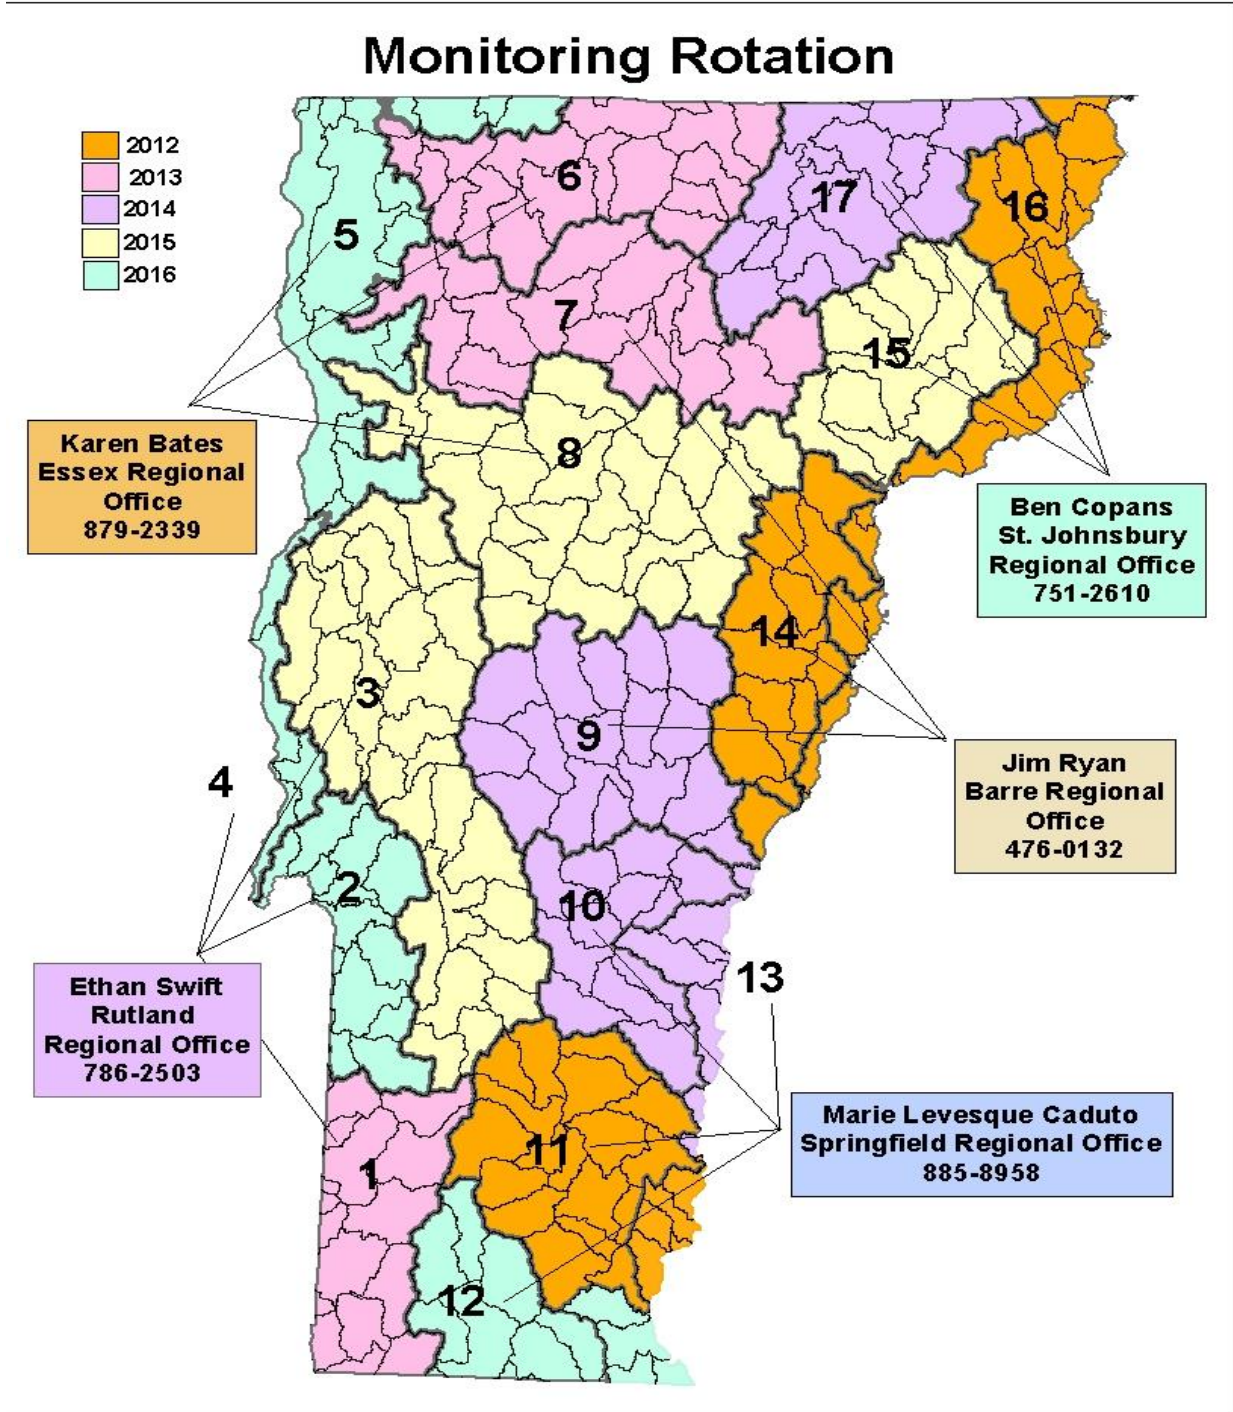 Monitoring Rotation
2012
2013
2014
2015
2016
5
6
17
16
7
15
8
Karen Bates
Essex Regional
Office
879-2339
Ben Copans
St. Johnsbury
Regional Office
751-2610
14
3
9
4
Jim Ryan
Barre Regional
Office
476-0132
2
10
13
Ethan Swift
Rutland
Regional Office
786-2503
Marie Levesque Caduto
Springfield Regional Office
885-8958
11
1
12